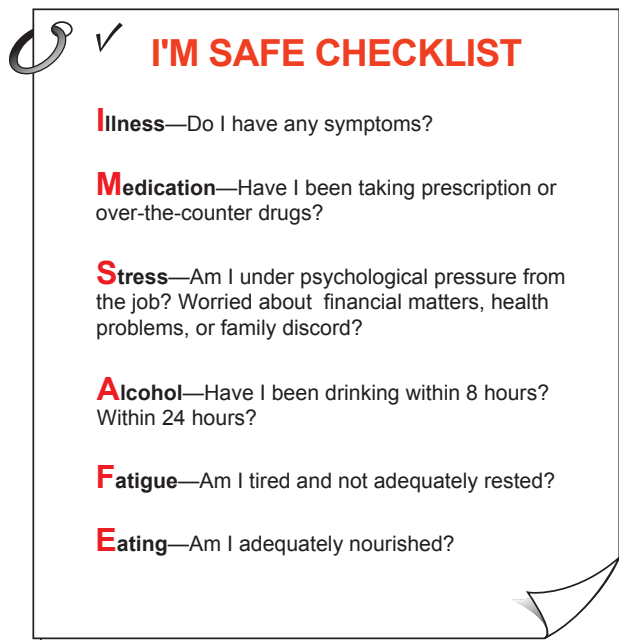 I'M SAFE CHECKLIST
Illness—Do I have any symptoms?
Medication—Have I been taking prescription or
over-the-counter drugs?
Stress—Am I under psychological pressure from
the job? Worried about  financial matters, health
problems, or family discord?
Alcohol—Have I been drinking within 8 hours?
Within 24 hours?
Fatigue—Am I tired and not adequately rested?
Eating—Am I adequately nourished?